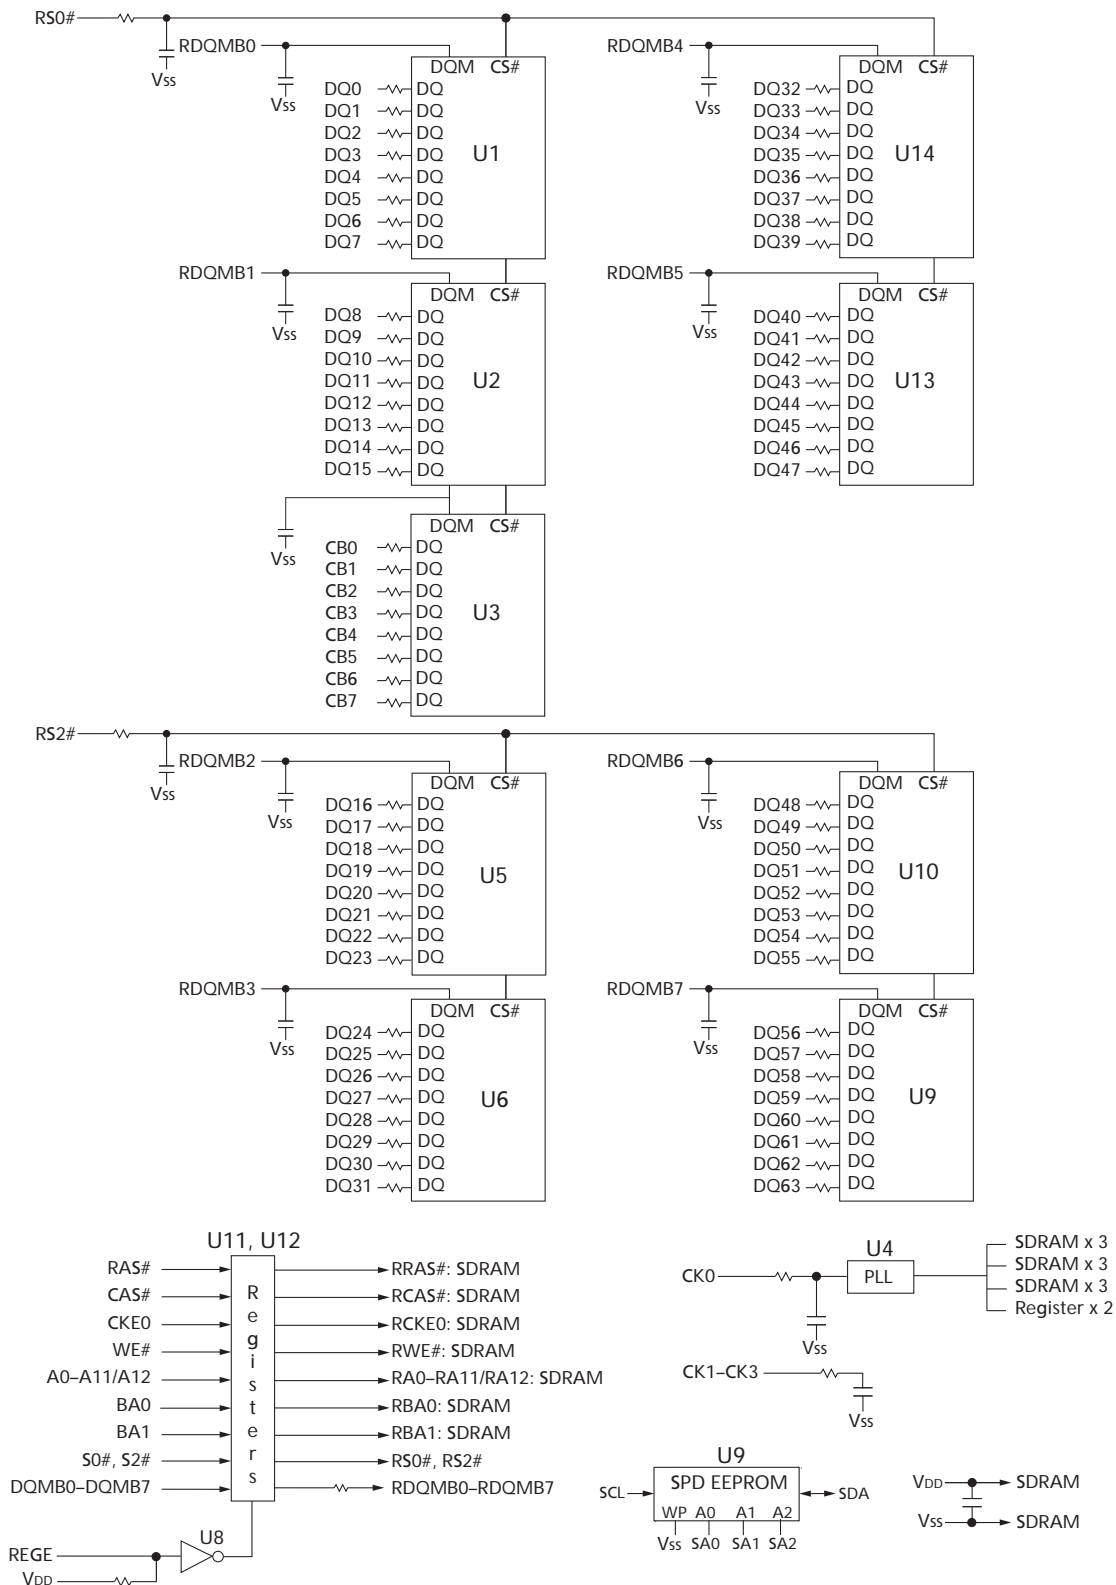 RS0#
Vss
RDQMB0
Vss
DQM CS#
DQ0 DQ
DQ1 DQ
DQ2 DQ
DQ3 DQ
DQ4 DQ
DQ5 DQ
DQ6 DQ
DQ7 DQ
U1
RDQMB4
Vss
DQM CS#
DQ32 DQ
DQ33 DQ
DQ34 DQ
DQ35 DQ
DQ36 DQ
DQ37 DQ
DQ38 DQ
DQ39 DQ
U14
RDQMB1
Vss
DQM CS#
DQ8 DQ
DQ9 DQ
DQ10 DQ
DQ11 DQ
DQ12 DQ
DQ13 DQ
DQ14 DQ
DQ15 DQ
U2
RDQMB5
Vss
DQM CS#
DQ40 DQ
DQ41 DQ
DQ42 DQ
DQ43 DQ
DQ44 DQ
DQ45 DQ
DQ46 DQ
DQ47 DQ
U13
Vss
DQM CS#
CB0 DQ
CB1 DQ
CB2 DQ
CB3 DQ
CB4 DQ
CB5 DQ
CB6 DQ
CB7 DQ
U3
RS2#
Vss
RDQMB2
Vss
DQM CS#
DQ16 DQ
DQ17 DQ
DQ18 DQ
DQ19 DQ
DQ20 DQ
DQ21 DQ
DQ22 DQ
DQ23 DQ
U5
RDQMB6
Vss
DQM CS#
DQ48 DQ
DQ49 DQ
DQ50 DQ
DQ51 DQ
DQ52 DQ
DQ53 DQ
DQ54 DQ
DQ55 DQ
U10
RDQMB3
Vss
DQM CS#
DQ24 DQ
DQ25 DQ
DQ26 DQ
DQ27 DQ
DQ28 DQ
DQ29 DQ
DQ30 DQ
DQ31 DQ
U6
RDQMB7
Vss
DQM CS#
DQ56 DQ
DQ57 DQ
DQ58 DQ
DQ59 DQ
DQ60 DQ
DQ61 DQ
DQ62 DQ
DQ63 DQ
U9
U11, U12
Registers
RAS# RRAS#: SDRAM
CAS# RCAS#: SDRAM
CKE0 RCKE0: SDRAM
WE# RWE#: SDRAM
A0–A11/A12 RA0–RA11/RA12: SDRAM
BA0 RBA0: SDRAM
BA1 RBA1: SDRAM
S0#, S2# RS0#, RS2#
DQMB0–DQMB7 RDQMB0–RDQMB7
U8
REGE
VDD
U4
CK0
PLL
SDRAM x 3
SDRAM x 3
SDRAM x 3
Register x 2
Vss
CK1–CK3
Vss
U9
SCL SPD EEPROM SDA
WP A0 A1 A2
Vss SA0 SA1 SA2
VDD SDRAM
Vss SDRAM